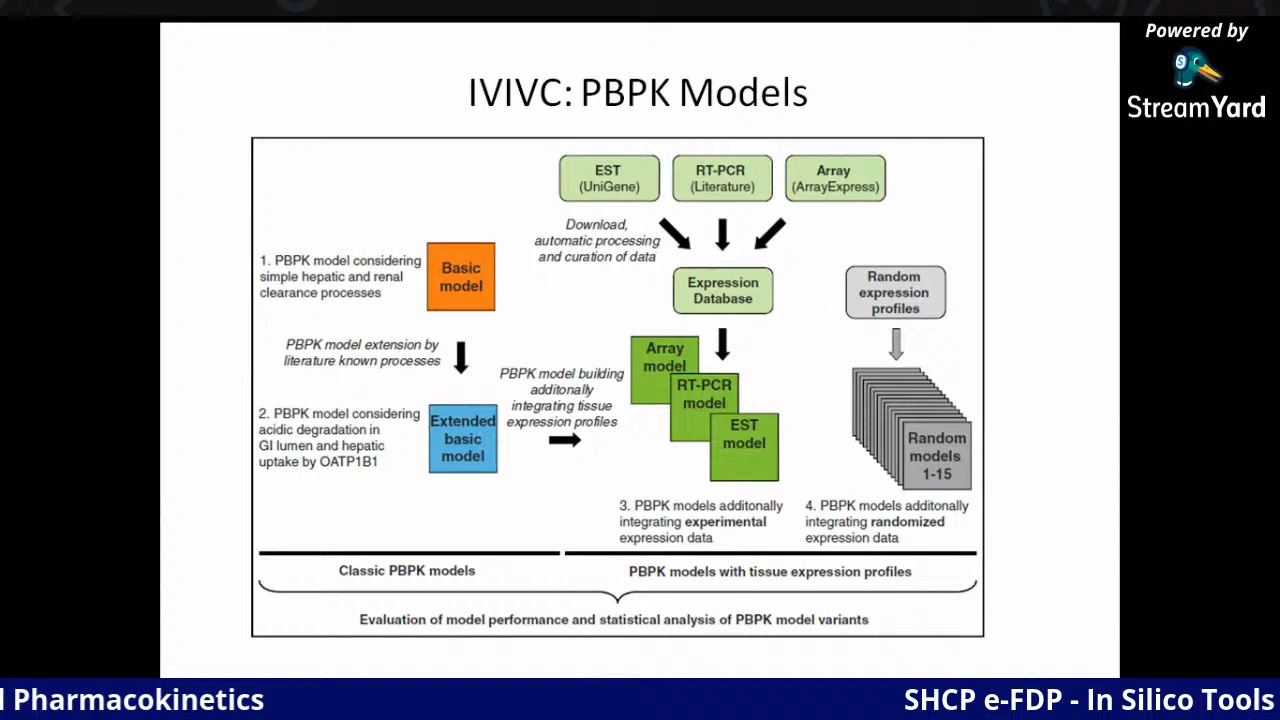 Powered by
StreamYard
IVIVC: PBPK Models
EST
(UniGene)
RT-PCR
(Literature)
Array
(ArrayExpress)
Download,
automatic processing
and curation of data
1. PBPK model considering
simple hepatic and renal
clearance processes
Basic
model
Expression
Database
Random
expression
profiles
PBPK model extension by
literature known processes
Array
model
RT-PCR
model
EST
model
PBPK model building
additonally
integrating tissue
expression profiles
2. PBPK model considering
acidic degradation in
GI lumen and hepatic
uptake by OATP1B1
Extended
basic
model
Random
models
1-15
3. PBPK models additonally
integrating experimental
expression data
4. PBPK models additonally
integrating randomized
expression data
Classic PBPK models
PBPK models with tissue expression profiles
Evaluation of model performance and statistical analysis of PBPK model variants
l Pharmacokinetics
SHCP e-FDP - In Silico Tools